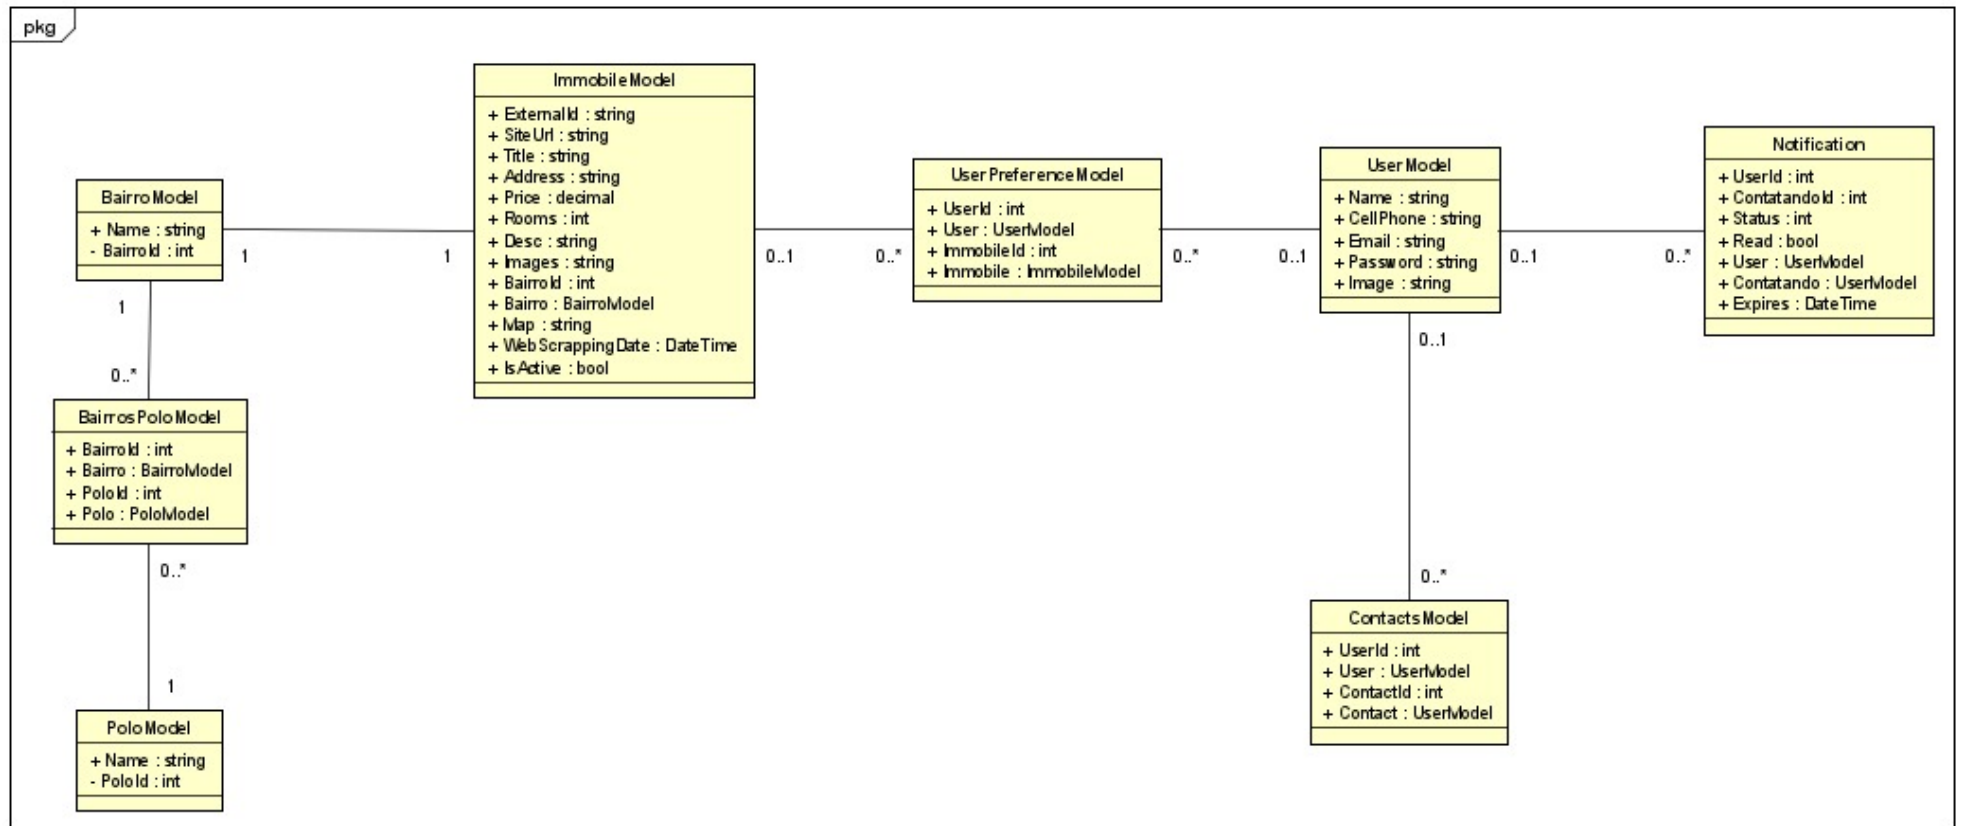 pkg
ImmobileModel
+ ExternalId : string
+ SiteUrl : string
+ Title : string
+ Address : string
+ Price : decimal
+ Rooms : int
+ Desc : string
+ Images : string
+ BairroId : int
+ Bairro : BairroModel
+ Map : string
+ WebScrappingDate : DateTime
+ IsActive : bool
BairroModel
+ Name : string
- BairroId : int
1
1
0..1
0..*
UserPreferenceModel
+ UserId : int
+ User : UserModel
+ ImmobileId : int
+ Immobile : ImmobileModel
0..*
0..1
UserModel
+ Name : string
+ CellPhone : string
+ Email : string
+ Password : string
+ Image : string
0..1
0..*
Notification
+ UserId : int
+ ContatandoId : int
+ Status : int
+ Read : bool
+ User : UserModel
+ Contatando : UserModel
+ Expires : DateTime
1
0..*
BairrosPoloModel
+ BairroId : int
+ Bairro : BairroModel
+ PoloId : int
+ Polo : PoloModel
0..*
1
PoloModel
+ Name : string
- PoloId : int
0..1
0..*
ContactsModel
+ UserId : int
+ User : UserModel
+ ContactId : int
+ Contact : UserModel